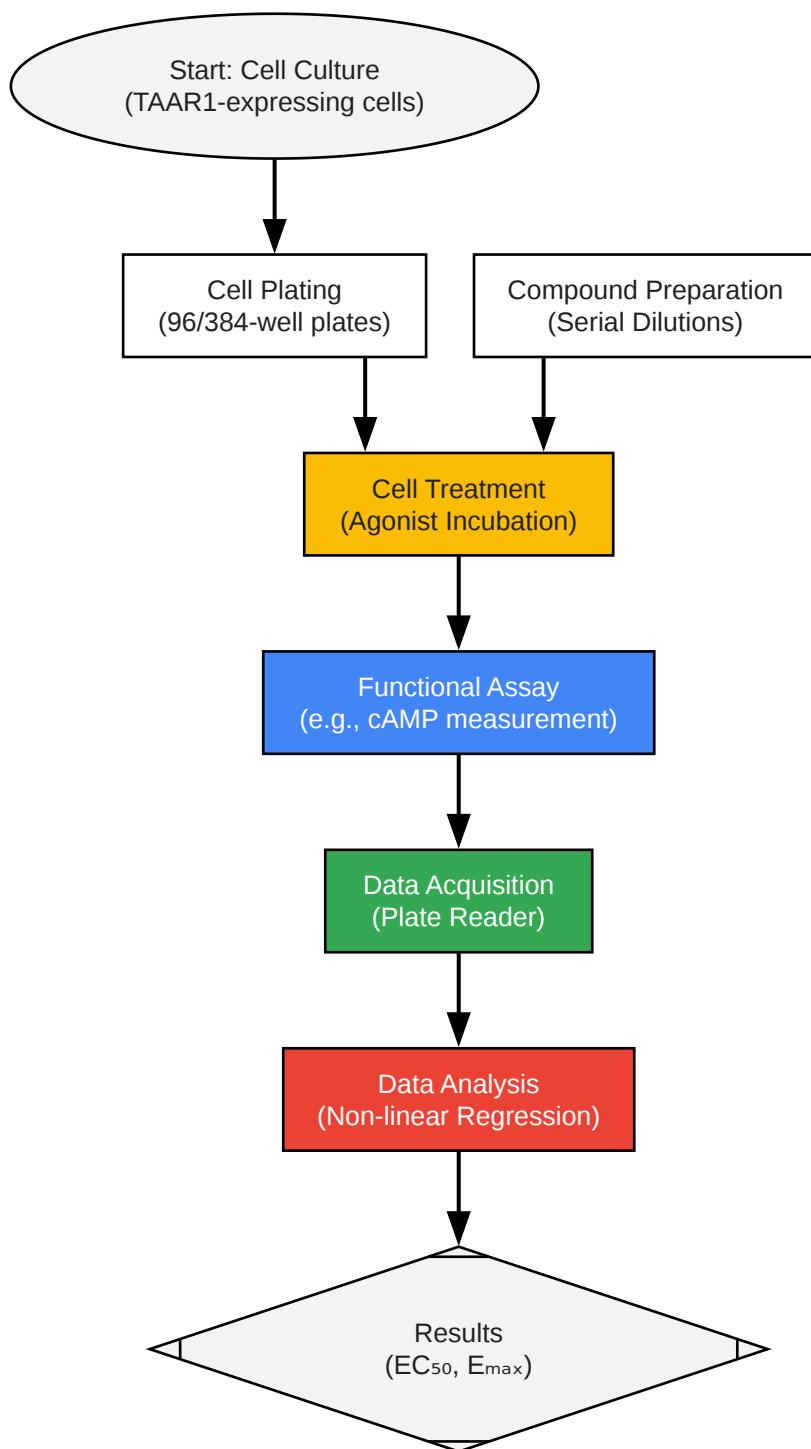 Start: Cell Culture
(TAAR1-expressing cells)
Cell Plating
(96/384-well plates)
Compound Preparation
(Serial Dilutions)
Cell Treatment
(Agonist Incubation)
Functional Assay
(e.g., cAMP measurement)
Data Acquisition
(Plate Reader)
Data Analysis
(Non-linear Regression)
Results
(EC₅₀, Eₘₐₓ)